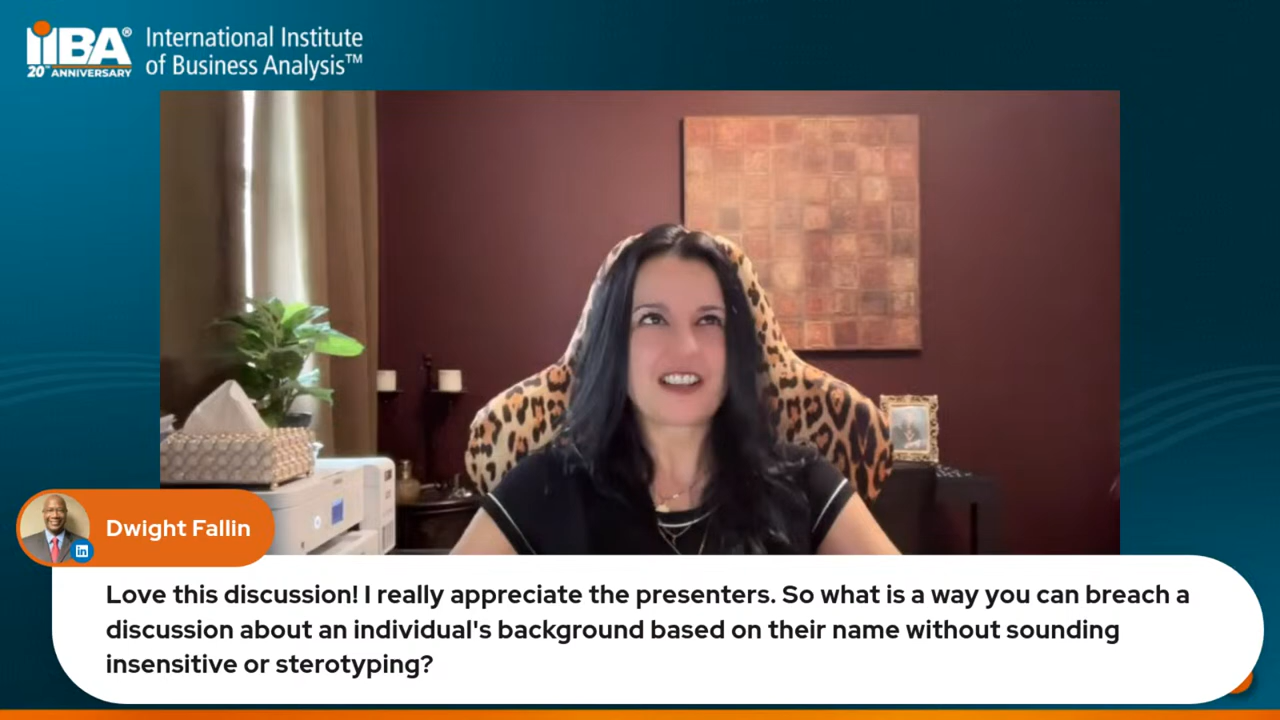 iiBA®
20TH ANNIVERSARY
International Institute
of Business Analysis™
Dwight Fallin
in
Love this discussion! I really appreciate the presenters. So what is a way you can breach a
discussion about an individual's background based on their name without sounding
insensitive or sterotyping?